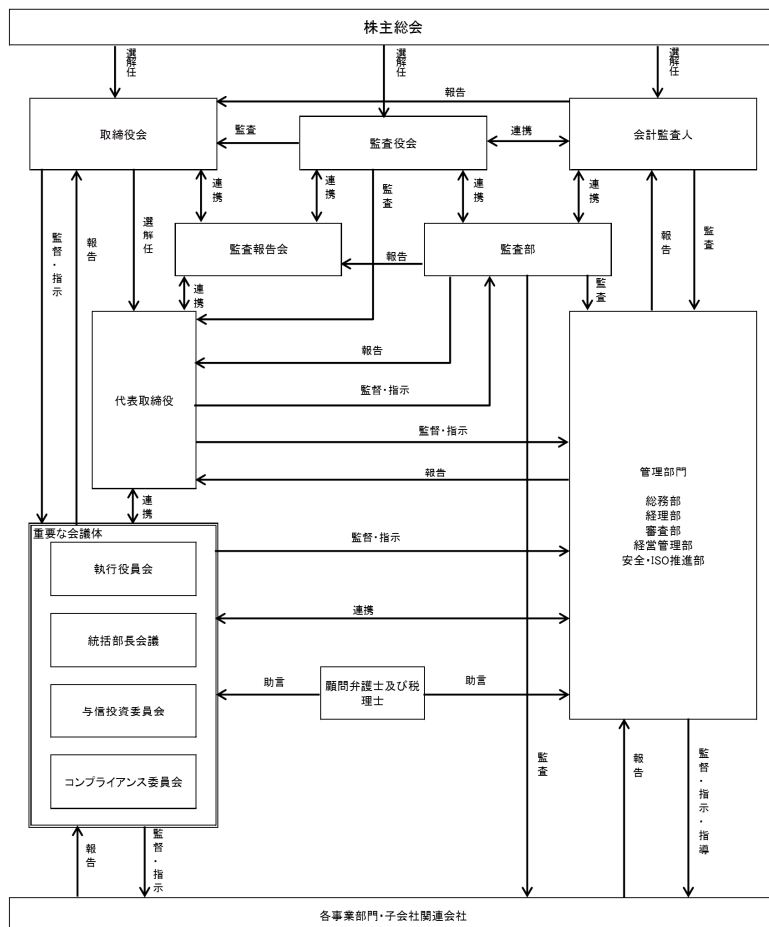 株主総会
選解任
選解任
選解任
報告
取締役会
監査
監査役会
連携
会計監査人
連携
連携
監査
連携
連携
監督・指示
報告
選解任
監査報告会
報告
監査部
報告
監査
連携
監査
報告
代表取締役
監督・指示
監督・指示
報告
管理部門
総務部
経理部
審査部
経営管理部
安全・ISO推進部
連携
重要な会議体
執行役員会
監督・指示
統括部長会議
連携
与信投資委員会
助言
顧問弁護士及び税
理士
助言
コンプライアンス委員会
監査
報告
監督・指示・指導
報告
監督・指示
各事業部門・子会社関連会社